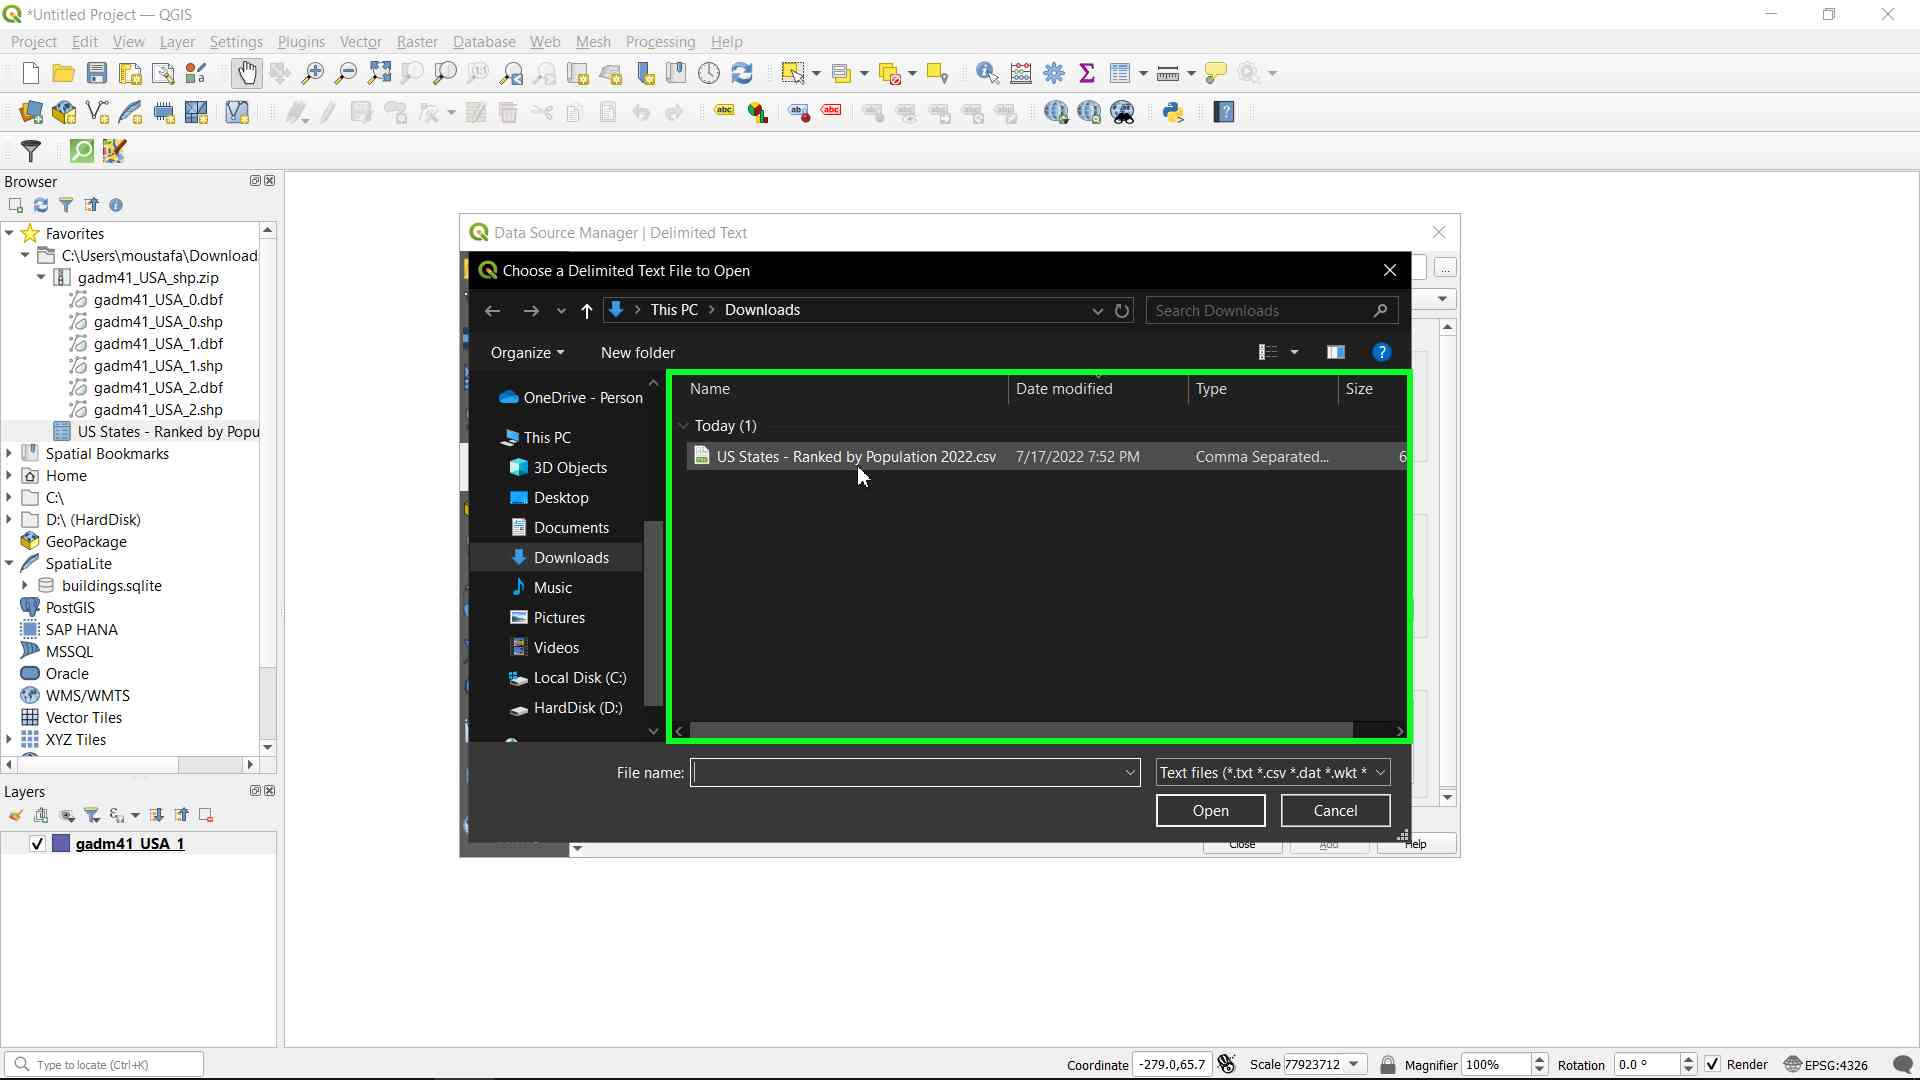 *Untitled Project — QGIS
Project Edit View Layer Settings Plugins Vector Raster Database Web Mesh Processing Help
Browser
Favorites
C:\Users\moustafa\Download
gadm41_USA_shp.zip
gadm41_USA_0.dbf
gadm41_USA_0.shp
gadm41_USA_1.dbf
gadm41_USA_1.shp
gadm41_USA_2.dbf
gadm41_USA_2.shp
US States - Ranked by Popu
Spatial Bookmarks
Home
C:\
D:\ (HardDisk)
GeoPackage
SpatiaLite
buildings.sqlite
PostGIS
SAP HANA
MSSQL
Oracle
WMS/WMTS
Vector Tiles
XYZ Tiles
Layers
gadm41 USA 1
Data Source Manager | Delimited Text
...
Choose a Delimited Text File to Open
This PC > Downloads
Search Downloads
Organize
New folder
OneDrive - Person
This PC
3D Objects
Desktop
Documents
Downloads
Music
Pictures
Videos
Local Disk (C:)
HardDisk (D:)
Name Date modified Type Size
Today (1)
US States - Ranked by Population 2022.csv 7/17/2022 7:52 PM Comma Separated... 6
File name:
Text files (*.txt *.csv *.dat *.wkt *
Open Cancel
Close Add Help
Type to locate (Ctrl+K)
Coordinate -279.0,65.7 Scale 77923712 Magnifier 100% Rotation 0.0 ° Render EPSG:4326